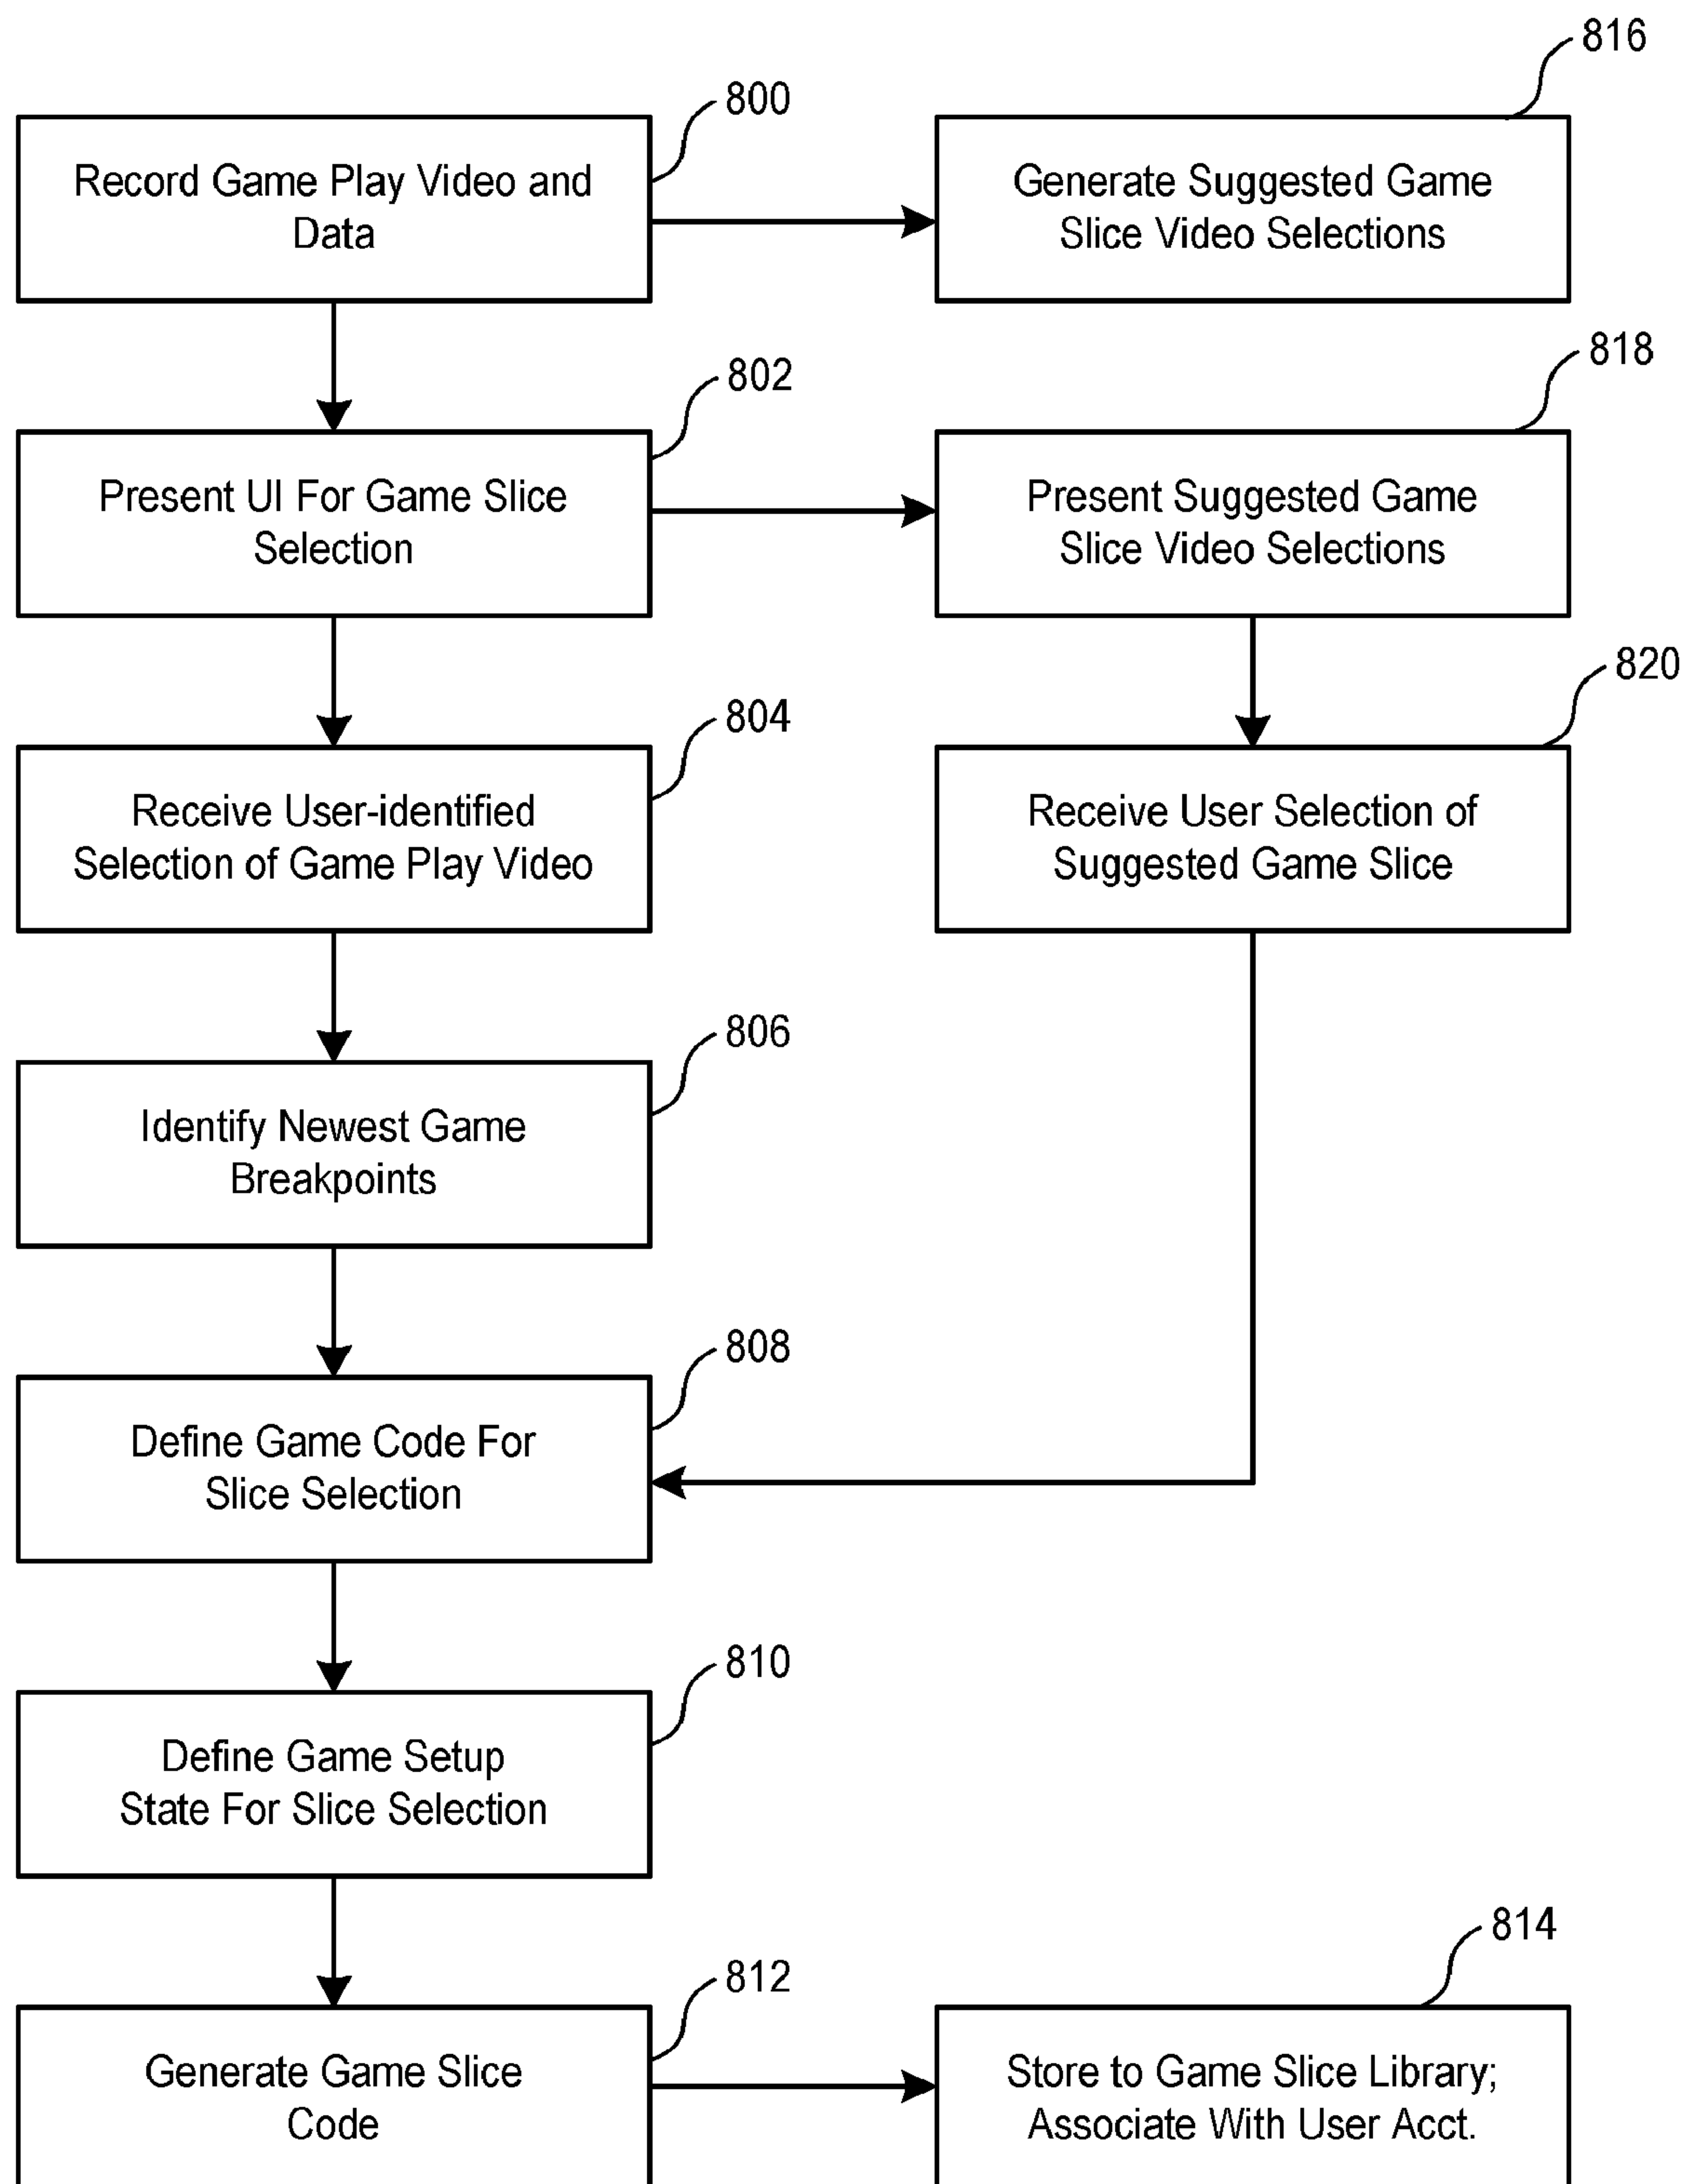 816
800
Record Game Play Video and
Data
Generate Suggested Game
Slice Video Selections
818
802
Present UI For Game Slice
Selection
Present Suggested Game
Slice Video Selections
820
804
Receive User-identified
Selection of Game Play Video
Receive User Selection of
Suggested Game Slice
806
Identify Newest Game
Breakpoints
808
Define Game Code For
Slice Selection
810
Define Game Setup
State For Slice Selection
814
812
Generate Game Slice
Code
Store to Game Slice Library;
Associate With User Acct.